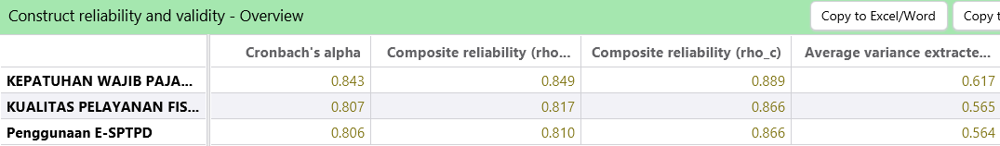 Construct reliability and validity - Overview Copy to Excel/Word Copy t
Cronbach's alpha Composite reliability (rho... Composite reliability (rho_c) Average variance extracte...
KEPATUHAN WAJIB PAJA... 0.843 0.849 0.889 0.617
KUALITAS PELAYANAN FIS... 0.807 0.817 0.866 0.565
Penggunaan E-SPTPD 0.806 0.810 0.866 0.564